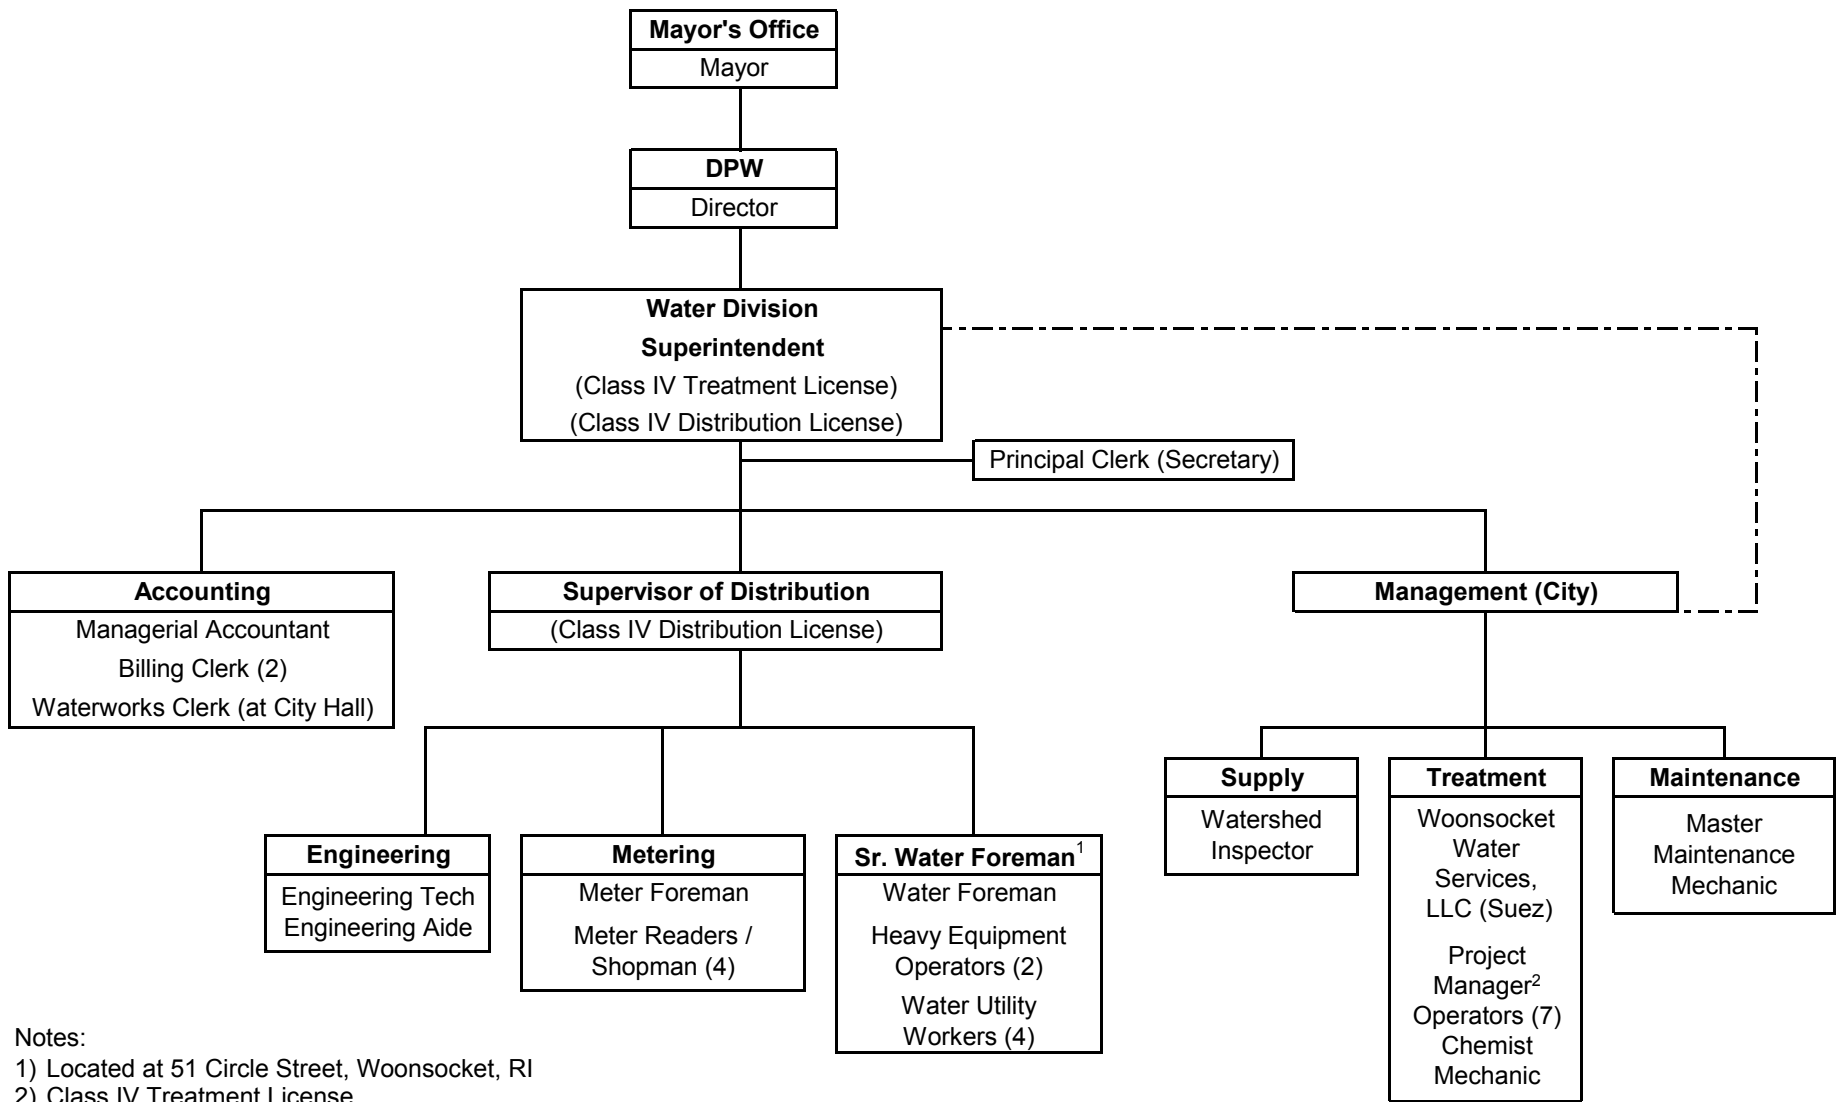 Mayor's Office
Mayor
DPW
Director
Water Division
Superintendent
(Class IV Treatment License)
(Class IV Distribution License)
Principal Clerk (Secretary)
Accounting
Managerial Accountant
Billing Clerk (2)
Waterworks Clerk (at City Hall)
Supervisor of Distribution
(Class IV Distribution License)
Management (City)
Engineering
Engineering Tech
Engineering Aide
Metering
Meter Foreman
Meter Readers /
Shopman (4)
Sr. Water Foreman1
Water Foreman
Heavy Equipment
Operators (2)
Water Utility
Workers (4)
Supply
Watershed
Inspector
Treatment
Woonsocket
Water
Services,
LLC (Suez)
Project
Manager2
Operators (7)
Chemist
Mechanic
Maintenance
Master
Maintenance
Mechanic
Notes:
1) Located at 51 Circle Street, Woonsocket, RI
2) Class IV Treatment License